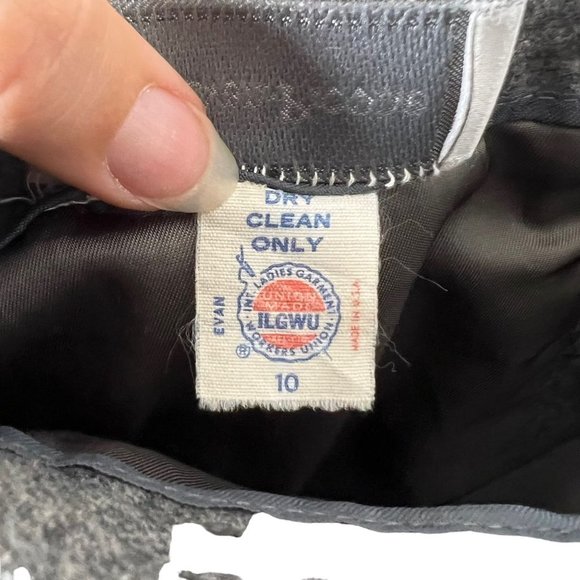 DRY
CLEAN
ONLY
INT. LADIES GARMENT
WORKERS UNION
UNION
MADE
ILGWU
®
EVAN
MADE IN U.S.A.
10